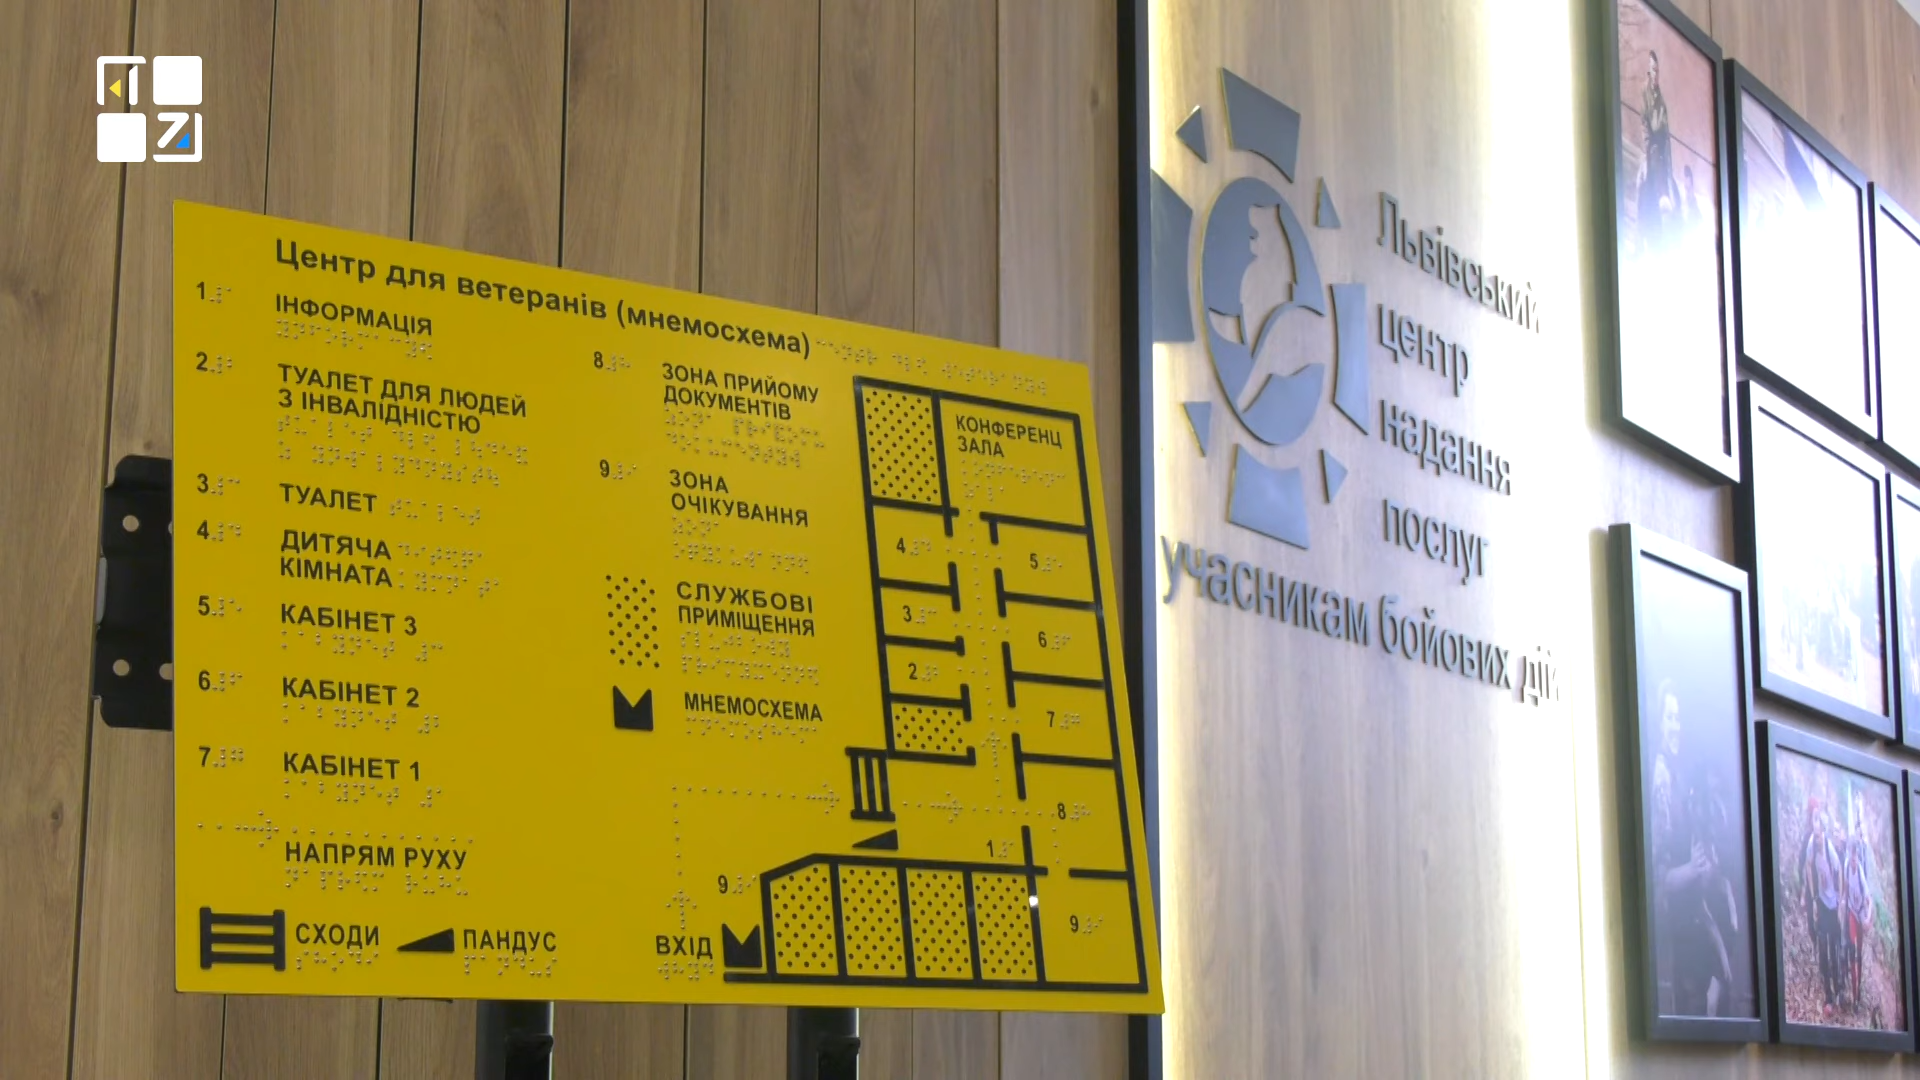 Центр для ветеранів (мнемосхема)
1
ІНФОРМАЦІЯ
2
ТУАЛЕТ ДЛЯ ЛЮДЕЙ
З ІНВАЛІДНІСТЮ
3
ТУАЛЕТ
4
ДИТЯЧА
КІМНАТА
5
КАБІНЕТ 3
6
КАБІНЕТ 2
7
КАБІНЕТ 1
НАПРЯМ РУХУ
СХОДИ
ПАНДУС
8
ЗОНА ПРИЙОМУ
ДОКУМЕНТІВ
9
ЗОНА
ОЧІКУВАННЯ
СЛУЖБОВІ
ПРИМІЩЕННЯ
МНЕМОСХЕМА
КОНФЕРЕНЦ
ЗАЛА
4
5
3
6
2
7
8
1
9
9
ВХІД
Львівський
центр
надання
послуг
учасникам бойових дій